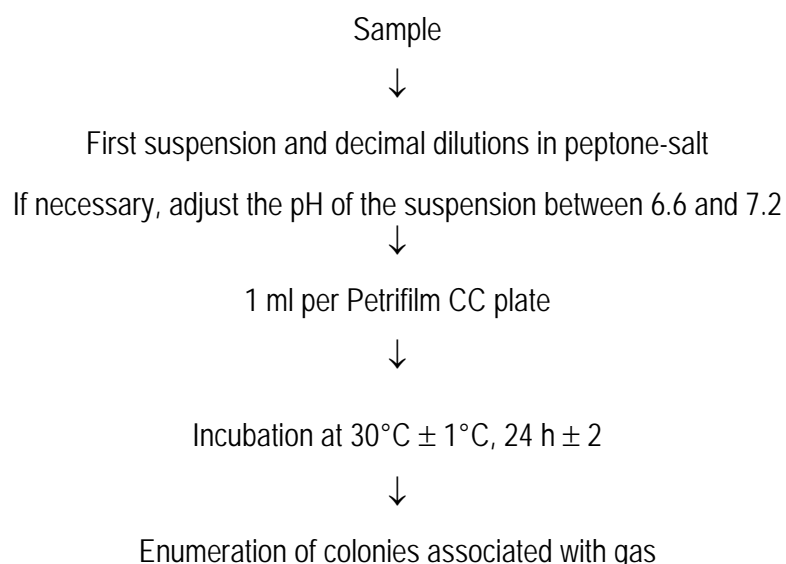 Sample
↓
First suspension and decimal dilutions in peptone-salt
If necessary, adjust the pH of the suspension between 6.6 and 7.2
↓
1 ml per Petrifilm CC plate
↓
Incubation at 30°C ± 1°C, 24 h ± 2
↓
Enumeration of colonies associated with gas